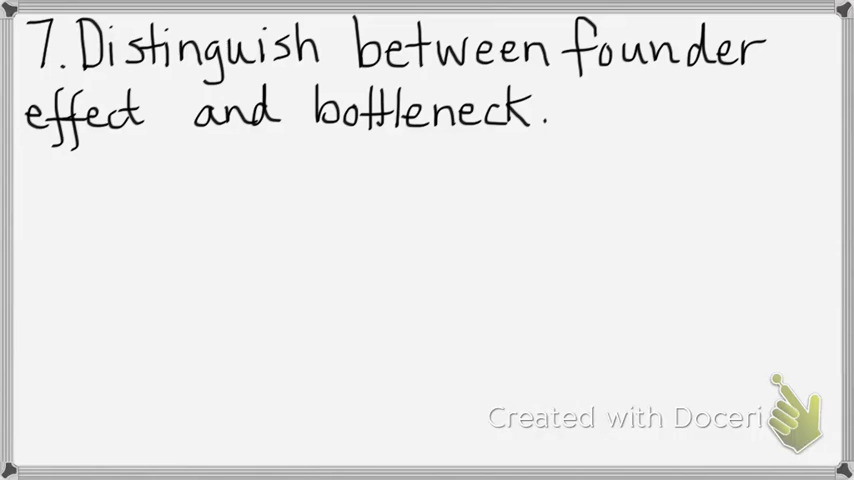 7. Distinguish between founder
effect and bottleneck.
Created with Doceri